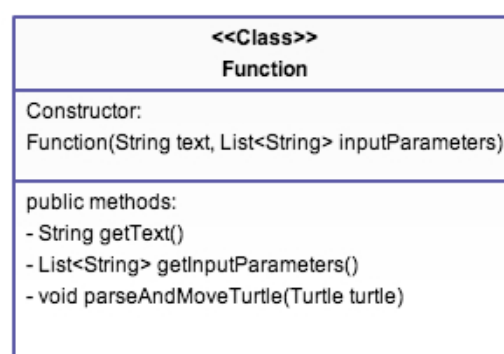 <<Class>>
Function
Constructor:
Function(String text, List<String> inputParameters)
public methods:
- String getText()
- List<String> getInputParameters()
- void parseAndMoveTurtle(Turtle turtle)